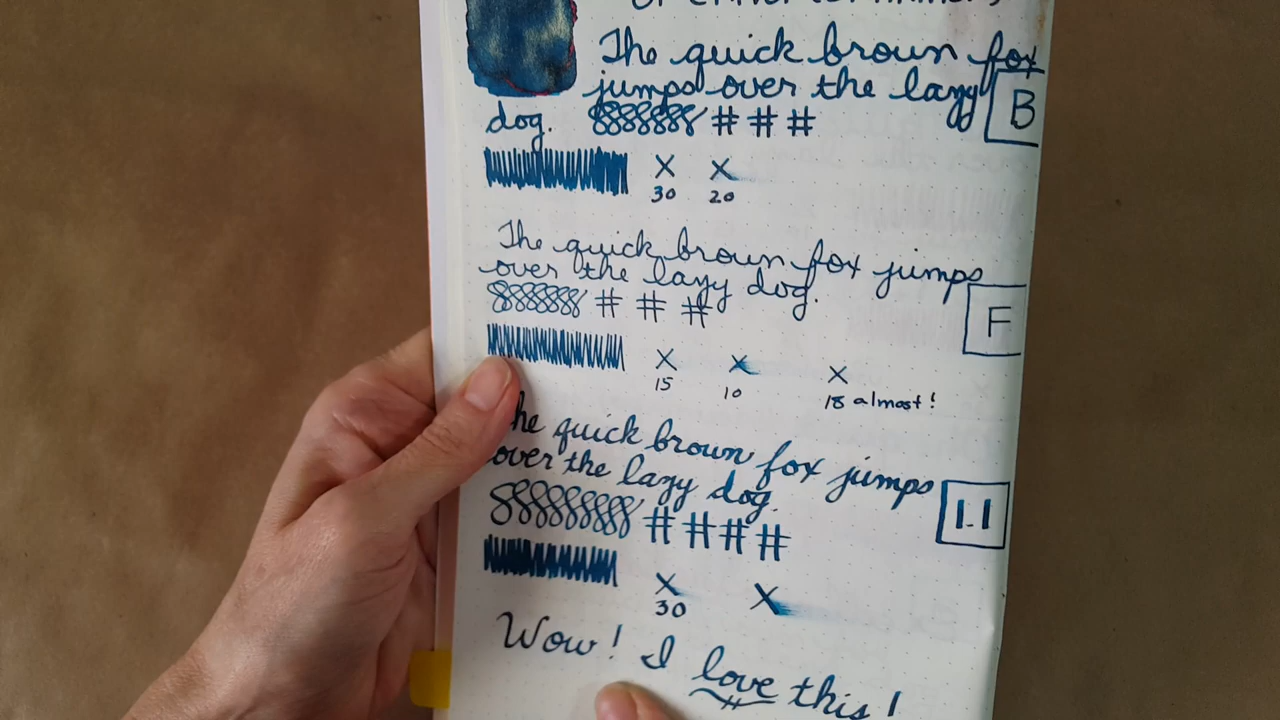 The quick brown fox
jumps over the lazy
dog. # # #
B
X X
30 20
The quick brown fox jumps
over the lazy dog.
# # #
F
X X X
15 10 18 almost!
he quick brown fox jumps
over the lazy dog.
# # # #
1.1
X X
30
Wow! I love this!